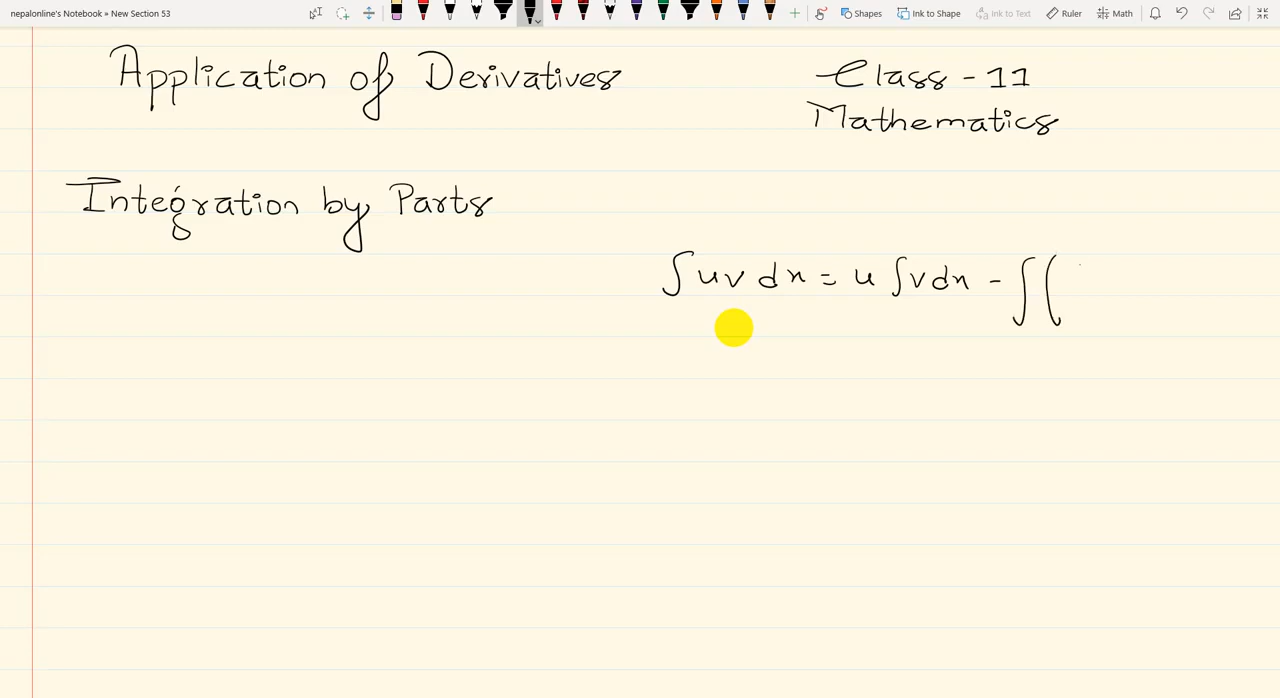 nepalonline's Notebook » New Section 53
Shapes Ink to Shape Ink to Text Ruler Math
Application of Derivatives
Class - 11
Mathematics
Integration by Parts
∫uv dx = u ∫v dx - ∫(